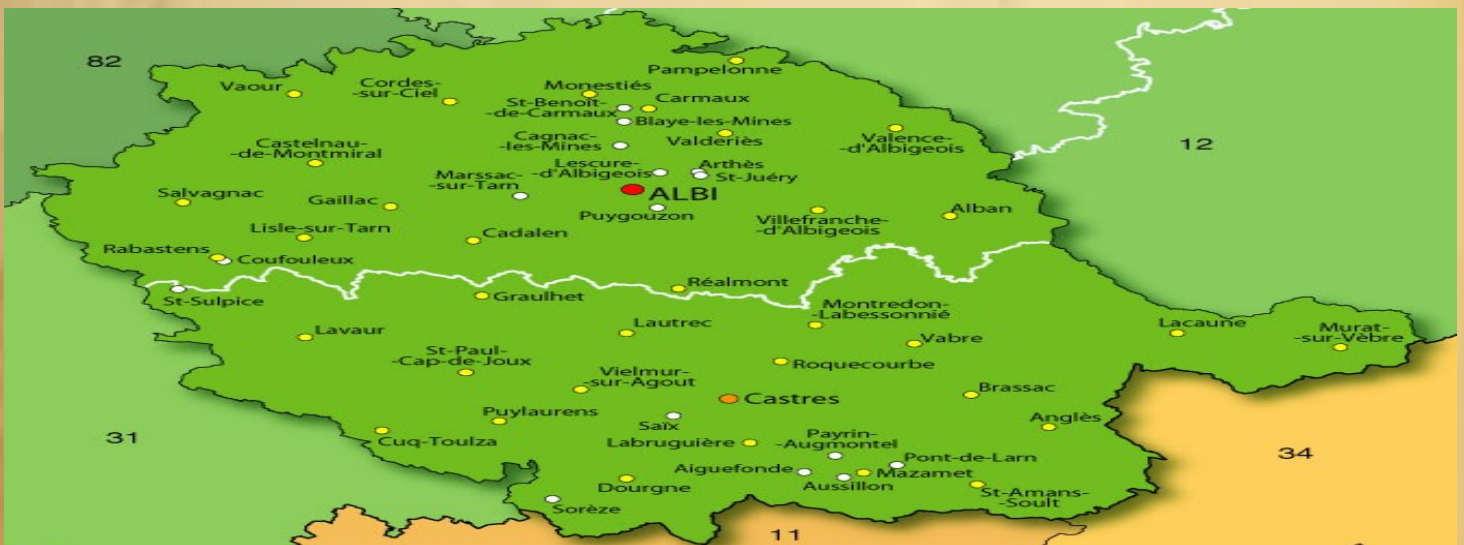 82
Pampelonne
Vaour
Cordes-
-sur-Ciel
Monestiés
St-Benoît-
-de-Carmaux
Carmaux
Blaye-les-Mines
Castelnau-
-de-Montmiral
Cagnac-
-les-Mines
Valderiès
Valence-
-d'Albigeois
12
Lescure-
-d'Albigeois
Arthès
St-Juéry
Marssac-
-sur-Tarn
Salvagnac
Gaillac
ALBI
Puygouzon
Villefranche-
-d'Albigeois
Alban
Lisle-sur-Tarn
Cadalen
Rabastens
Coufouleux
St-Sulpice
Graulhet
Réalmont
Montredon-
-Labessonnié
Lavaur
Lautrec
Vabre
Lacaune
Murat-
-sur-Vèbre
St-Paul-
-Cap-de-Joux
Roquecourbe
Vielmur-
-sur-Agout
Brassac
Castres
Puylaurens
Saïx
Anglès
31
Cuq-Toulza
Labruguière
Payrin-
-Augmontel
34
Aiguefonde
Pont-de-Larn
Mazamet
Dourgne
Aussillon
St-Amans-
-Soult
Sorèze
11